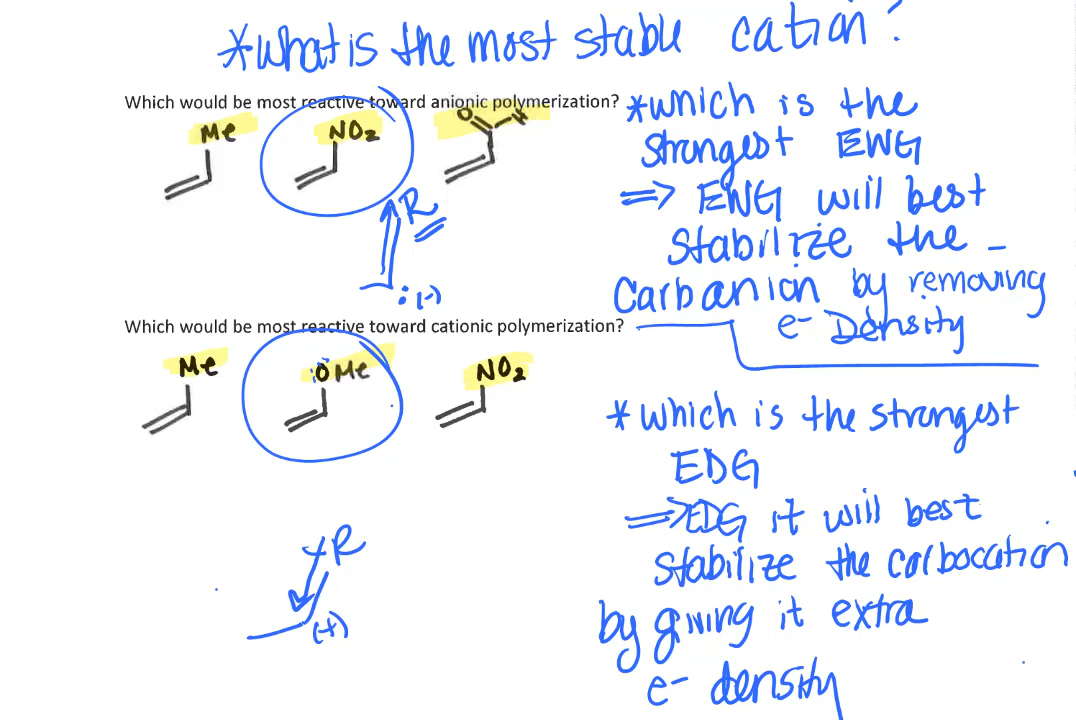 *What is the most stable cation?
Which would be most reactive toward anionic polymerization?
Me
NO2
O
H
*which is the
strongest EWG
⇒ EWG will best
stabilize the -
carbanion by removing
e- Density
R
:(-)
Which would be most reactive toward cationic polymerization?
Me
:ÖMe
NO2
*which is the strongest
EDG
⇒EDG it will best
stabilize the carbocation
by giving it extra
e- density
R
(+)